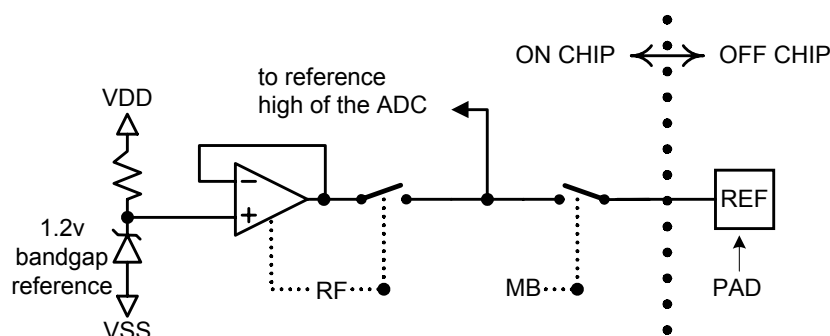 ON CHIP
OFF CHIP
to reference
high of the ADC
VDD
−
+
1.2v
bandgap
reference
VSS
RF
MB
REF
PAD